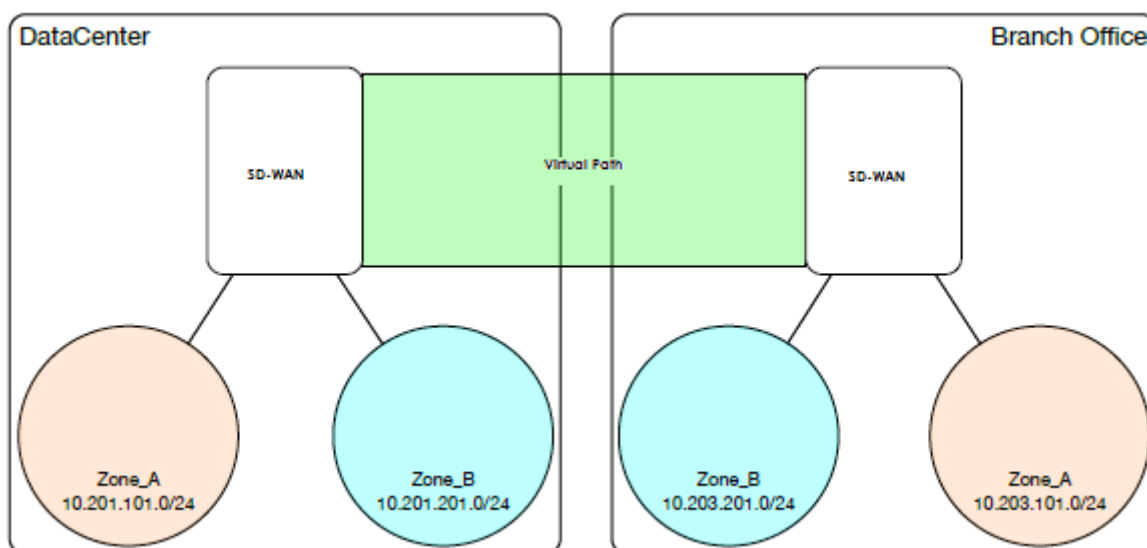 DataCenter
Branch Office
SD-WAN
Virtual Path
SD-WAN
Zone_A
10.201.101.0/24
Zone_B
10.201.201.0/24
Zone_B
10.203.201.0/24
Zone_A
10.203.101.0/24